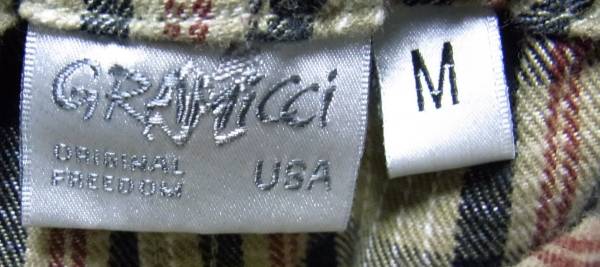 GRAMICCI
ORIGINAL
FREEDOM
USA
M